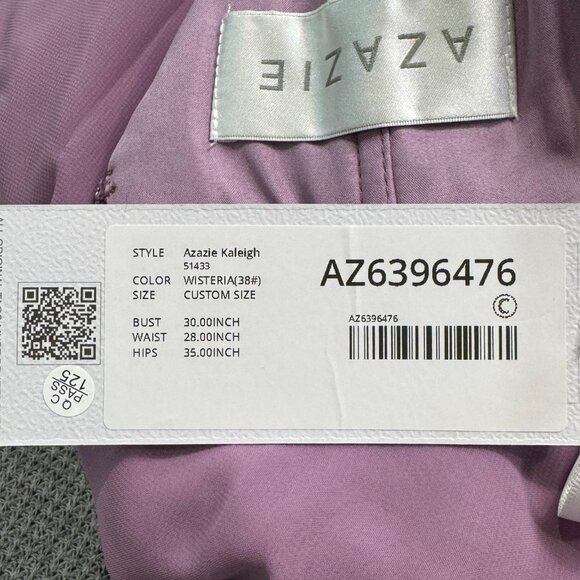 AZAZIE
STYLE Azazie Kaleigh
51433
COLOR WISTERIA(38#)
SIZE CUSTOM SIZE
BUST 30.00INCH
WAIST 28.00INCH
HIPS 35.00INCH
AZ6396476
C
AZ6396476
QC
PASS
125